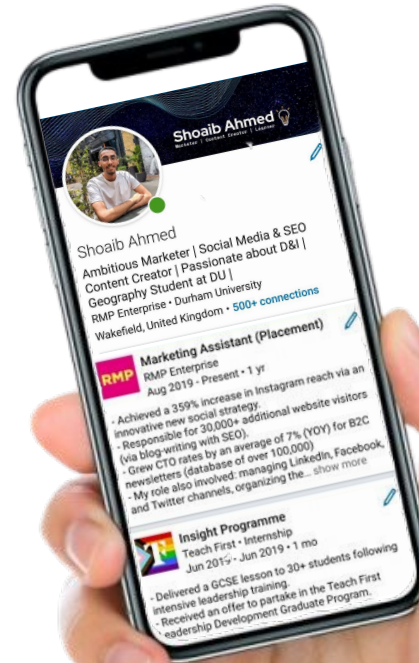 Shoaib Ahmed
Marketer | Content Creator | Learner
Shoaib Ahmed
Ambitious Marketer | Social Media & SEO
Content Creator | Passionate about D&I |
Geography Student at DU |
RMP Enterprise • Durham University
Wakefield, United Kingdom • 500+ connections
Marketing Assistant (Placement)
RMP
RMP Enterprise
Aug 2019 - Present • 1 yr
- Achieved a 359% increase in Instagram reach via an
innovative new social strategy.
- Responsible for 30,000+ additional website visitors
(via blog-writing with SEO).
- Grew CTO rates by an average of 7% (YOY) for B2C
newsletters (database of over 100,000)
- My role also involved: managing LinkedIn, Facebook,
and Twitter channels, organizing the... show more
Insight Programme
Teach First • Internship
Jun 2019 - Jun 2019 • 1 mo
- Delivered a GCSE lesson to 30+ students following
intensive leadership training.
- Received an offer to partake in the Teach First
eadership Development Graduate Program.